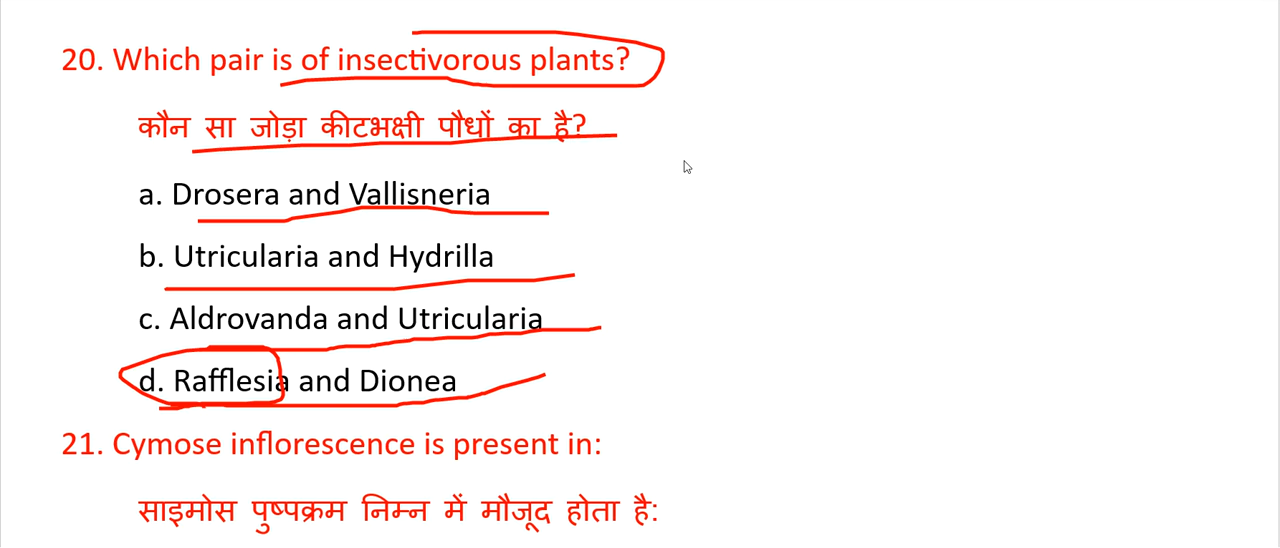 20. Which pair is of insectivorous plants?
कौन सा जोड़ा कीटभक्षी पौधों का है?
a. Drosera and Vallisneria
b. Utricularia and Hydrilla
c. Aldrovanda and Utricularia
d. Rafflesia and Dionea
21. Cymose inflorescence is present in:
साइमोस पुष्पक्रम निम्न में मौजूद होता है: